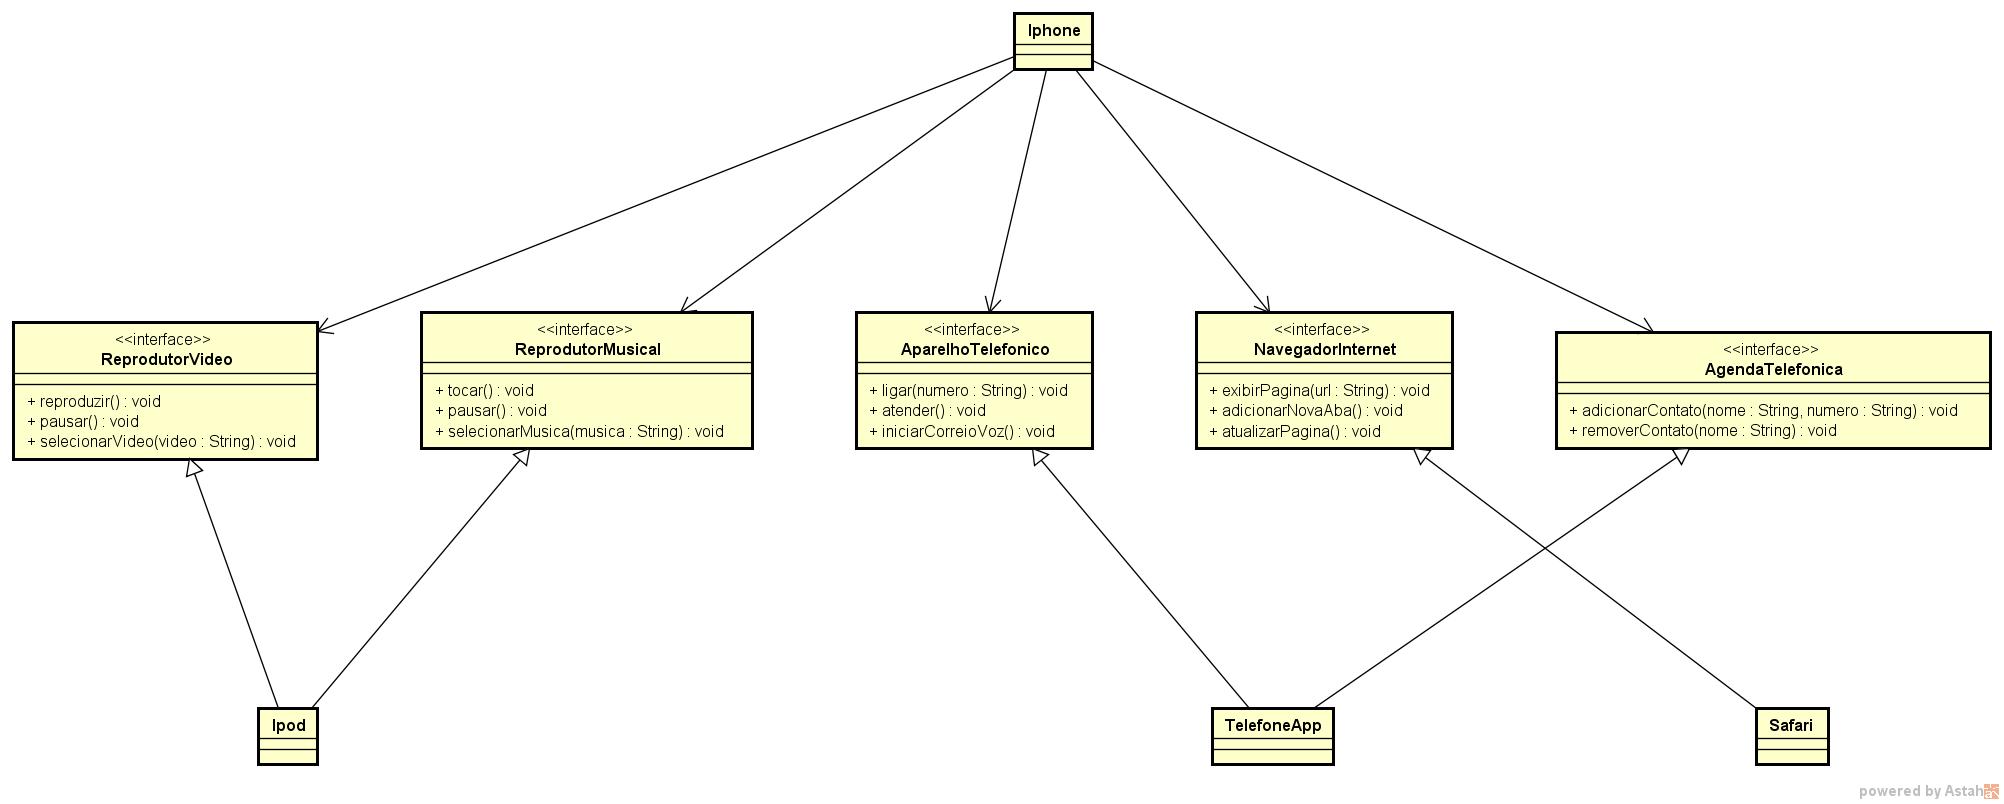 Iphone
<<interface>>
ReprodutorVideo
+ reproduzir() : void
+ pausar() : void
+ selecionarVideo(video : String) : void
<<interface>>
ReprodutorMusical
+ tocar() : void
+ pausar() : void
+ selecionarMusica(musica : String) : void
<<interface>>
AparelhoTelefonico
+ ligar(numero : String) : void
+ atender() : void
+ iniciarCorreioVoz() : void
<<interface>>
NavegadorInternet
+ exibirPagina(url : String) : void
+ adicionarNovaAba() : void
+ atualizarPagina() : void
<<interface>>
AgendaTelefonica
+ adicionarContato(nome : String, numero : String) : void
+ removerContato(nome : String) : void
Ipod
TelefoneApp
Safari
powered by Astah